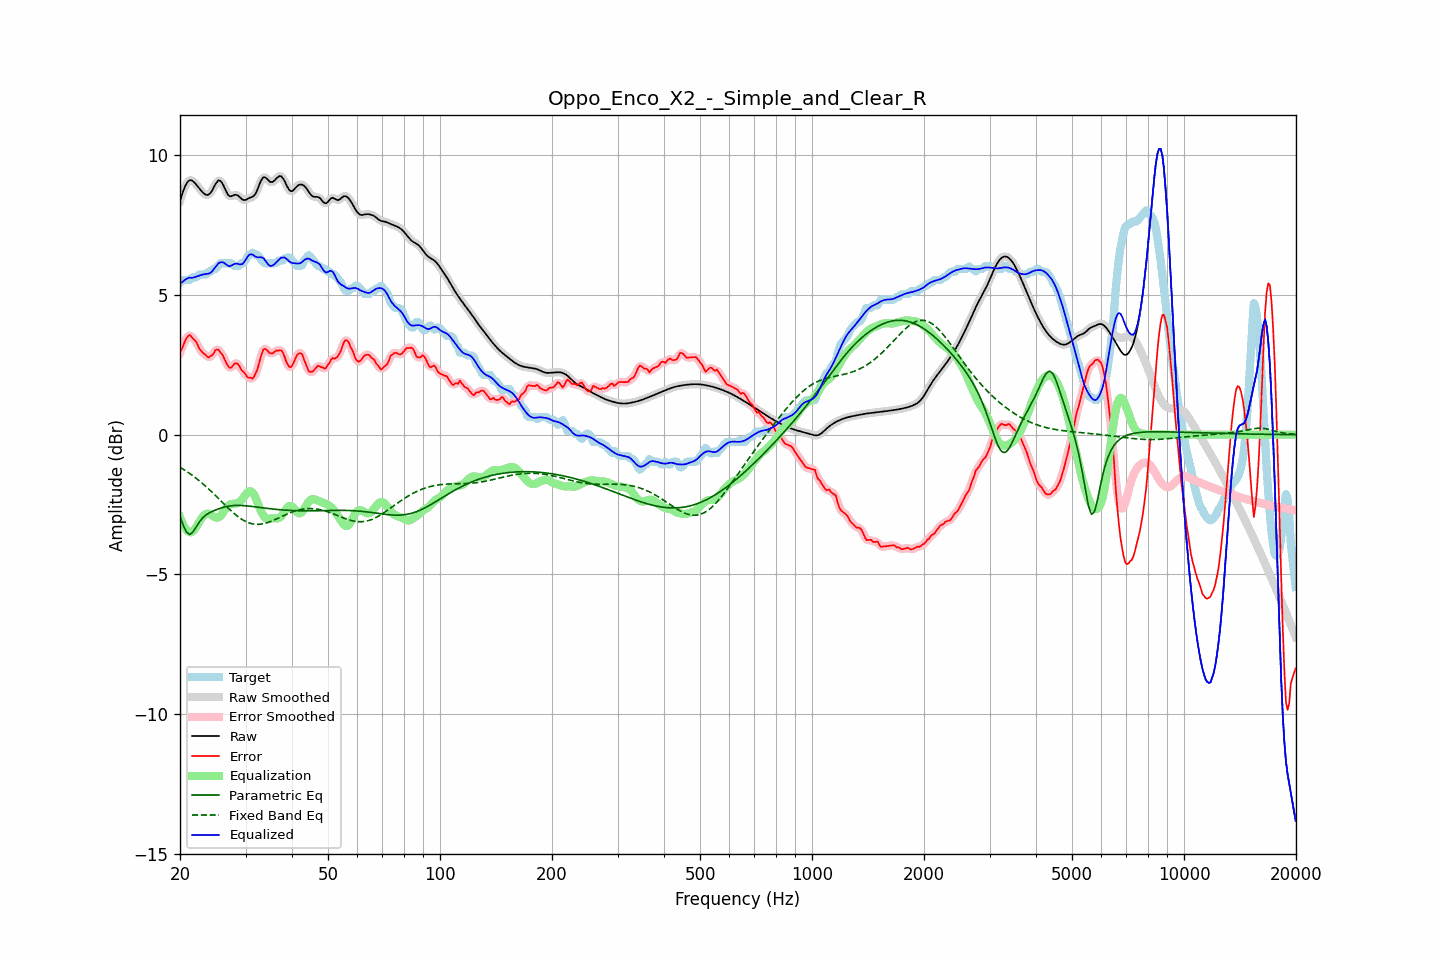 Oppo_Enco_X2_-_Simple_and_Clear_R
Amplitude (dBr)
10
5
0
−5
−10
−15
Target
Raw Smoothed
Error Smoothed
Raw
Error
Equalization
Parametric Eq
Fixed Band Eq
Equalized
20 50 100 200 500 1000 2000 5000 10000 20000
Frequency (Hz)